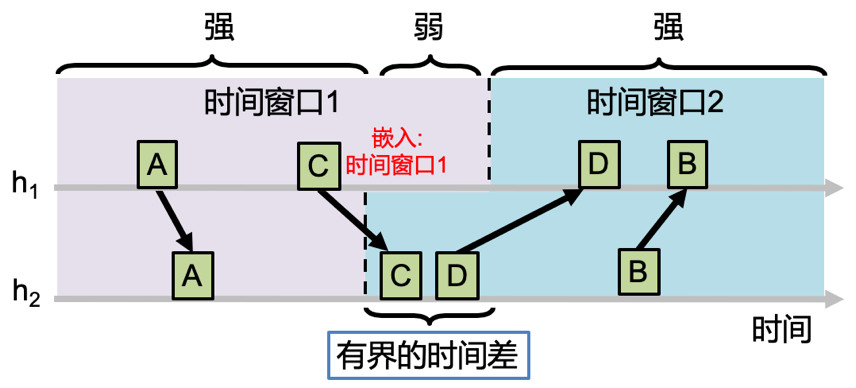 强 弱 强
时间窗口1 时间窗口2
嵌入:
时间窗口1
A C D B
h1
A C D B
h2
时间
有界的时间差